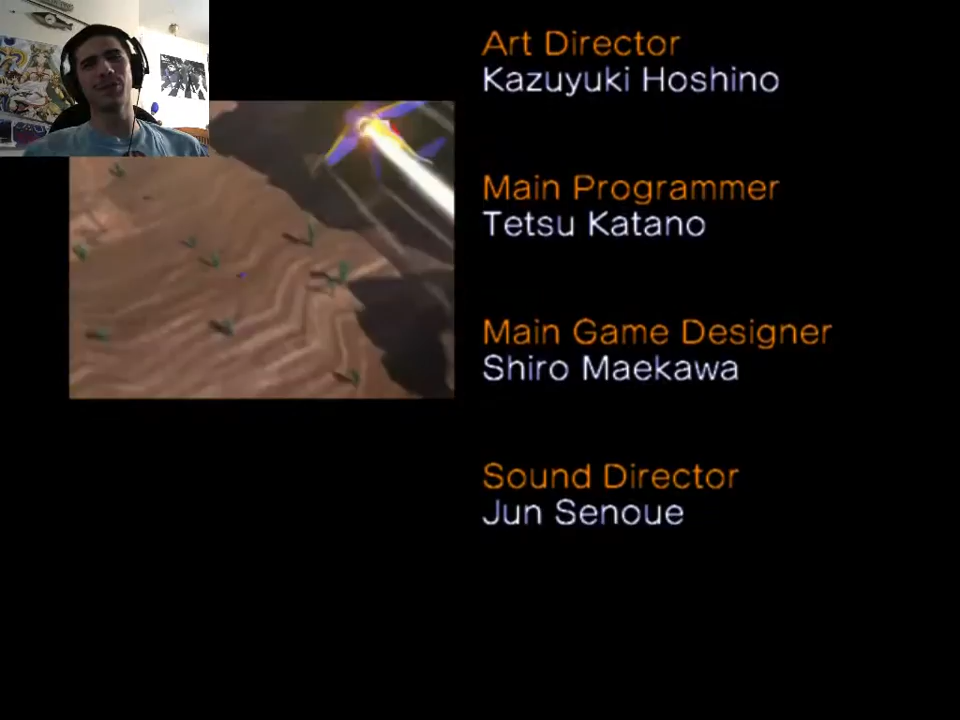 Art Director
Kazuyuki Hoshino
Main Programmer
Tetsu Katano
Main Game Designer
Shiro Maekawa
Sound Director
Jun Senoue